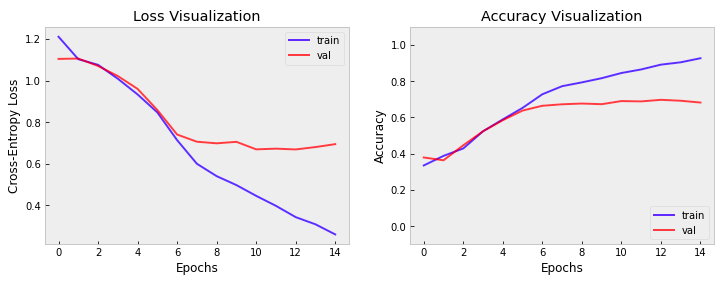 Loss Visualization
Cross-Entropy Loss
1.2
1.0
0.8
0.6
0.4
0 2 4 6 8 10 12 14
Epochs
train
val
Accuracy Visualization
Accuracy
1.0
0.8
0.6
0.4
0.2
0.0
0 2 4 6 8 10 12 14
Epochs
train
val